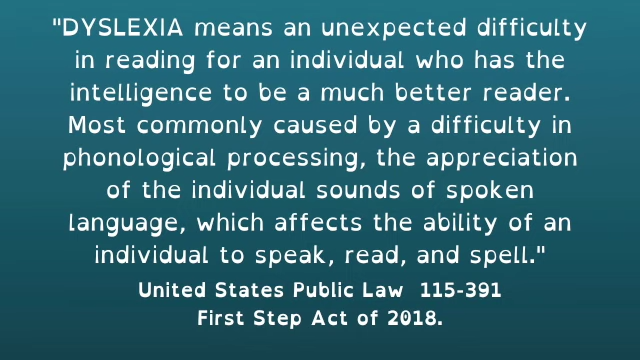 "DYSLEXIA means an unexpected difficulty
in reading for an individual who has the
intelligence to be a much better reader.
Most commonly caused by a difficulty in
phonological processing, the appreciation
of the individual sounds of spoken
language, which affects the ability of an
individual to speak, read, and spell."
United States Public Law 115-391
First Step Act of 2018.